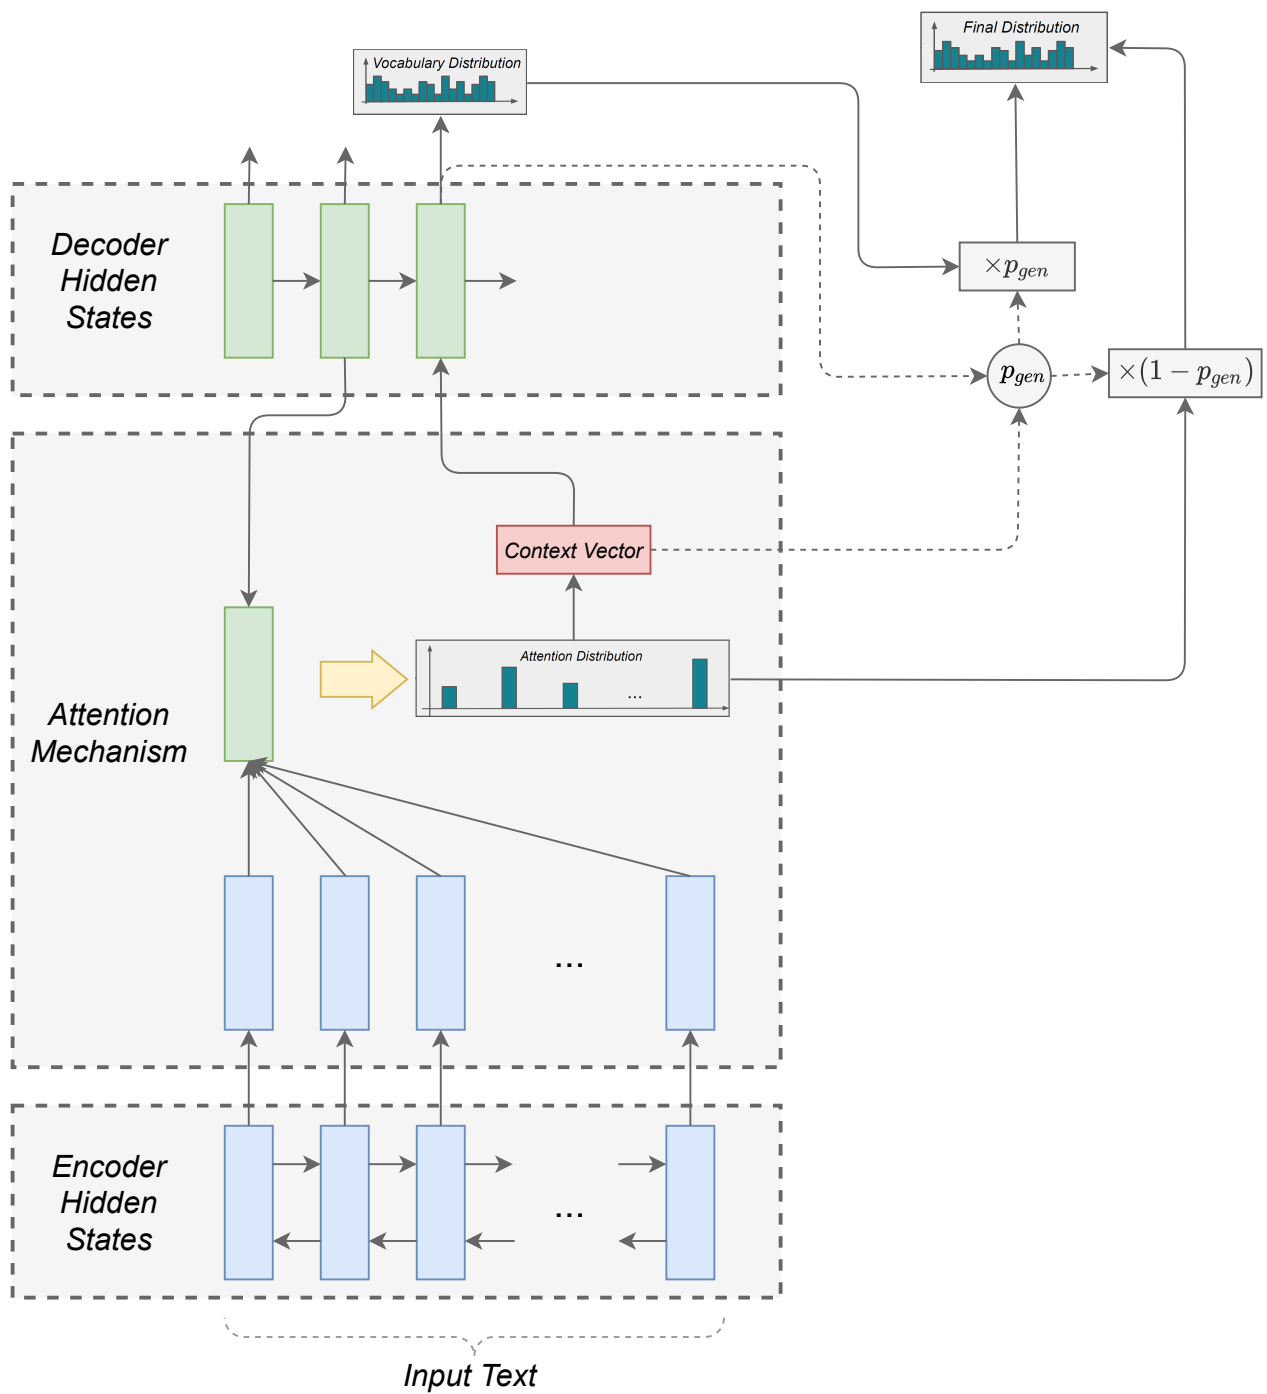 Final Distribution
Vocabulary Distribution
Decoder
Hidden
States
×p_gen
p_gen
×(1 − p_gen)
Context Vector
Attention Distribution
...
Attention
Mechanism
...
Encoder
Hidden
States
...
Input Text